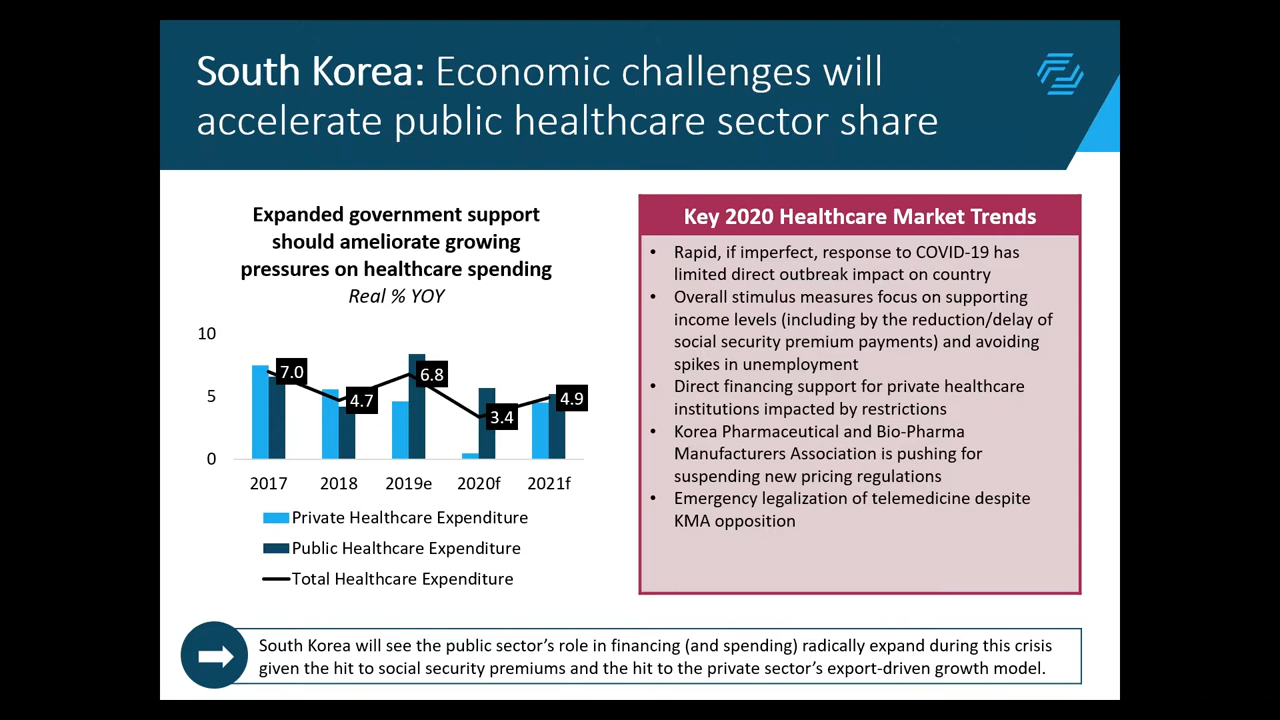 South Korea: Economic challenges will
accelerate public healthcare sector share
Expanded government support
should ameliorate growing
pressures on healthcare spending
Real % YOY
10
5
0
7.0
4.7
6.8
3.4
4.9
2017
2018
2019e
2020f
2021f
Private Healthcare Expenditure
Public Healthcare Expenditure
Total Healthcare Expenditure
Key 2020 Healthcare Market Trends
• Rapid, if imperfect, response to COVID-19 has
limited direct outbreak impact on country
• Overall stimulus measures focus on supporting
income levels (including by the reduction/delay of
social security premium payments) and avoiding
spikes in unemployment
• Direct financing support for private healthcare
institutions impacted by restrictions
• Korea Pharmaceutical and Bio-Pharma
Manufacturers Association is pushing for
suspending new pricing regulations
• Emergency legalization of telemedicine despite
KMA opposition
South Korea will see the public sector's role in financing (and spending) radically expand during this crisis
given the hit to social security premiums and the hit to the private sector's export-driven growth model.